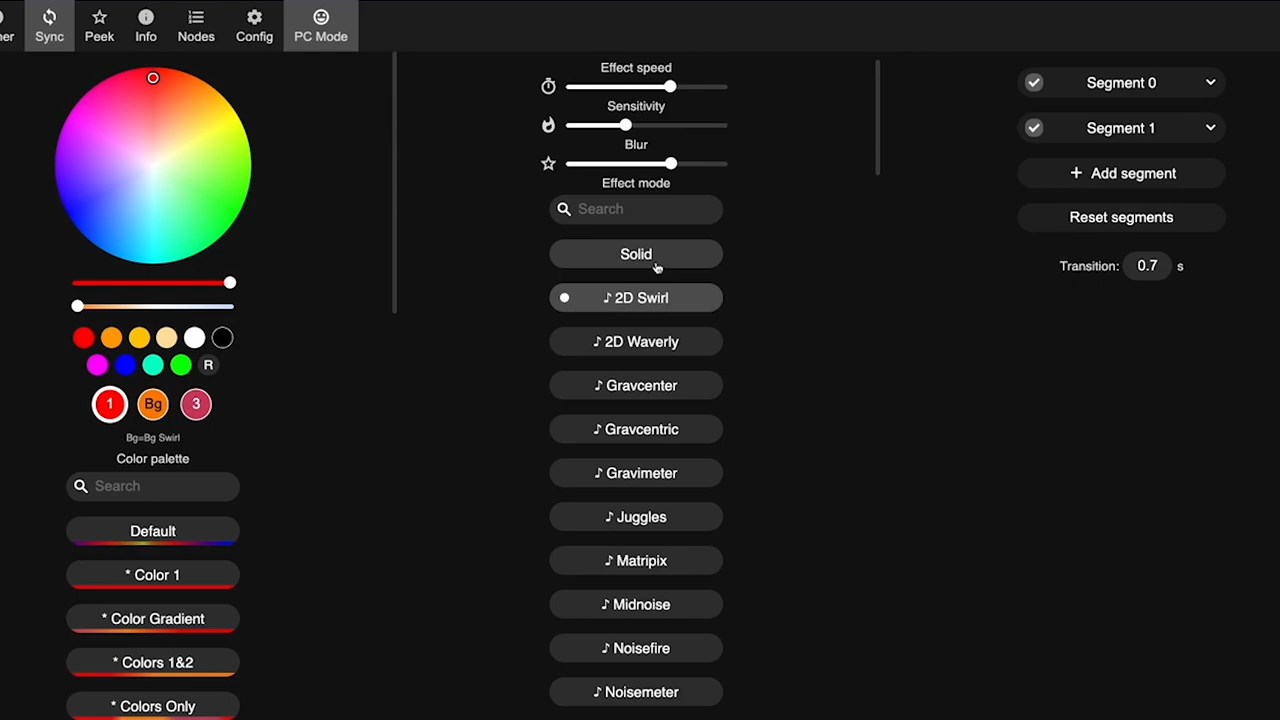 ner
Sync
Peek
Info
Nodes
Config
PC Mode
1
Bg
3
R
Bg=Bg Swirl
Color palette
Search
Default
* Color 1
* Color Gradient
* Colors 1&2
* Colors Only
Effect speed
Sensitivity
Blur
Effect mode
Search
Solid
♪ 2D Swirl
♪ 2D Waverly
♪ Gravcenter
♪ Gravcentric
♪ Gravimeter
♪ Juggles
♪ Matripix
♪ Midnoise
♪ Noisefire
♪ Noisemeter
Segment 0
Segment 1
+ Add segment
Reset segments
Transition: 0.7 s